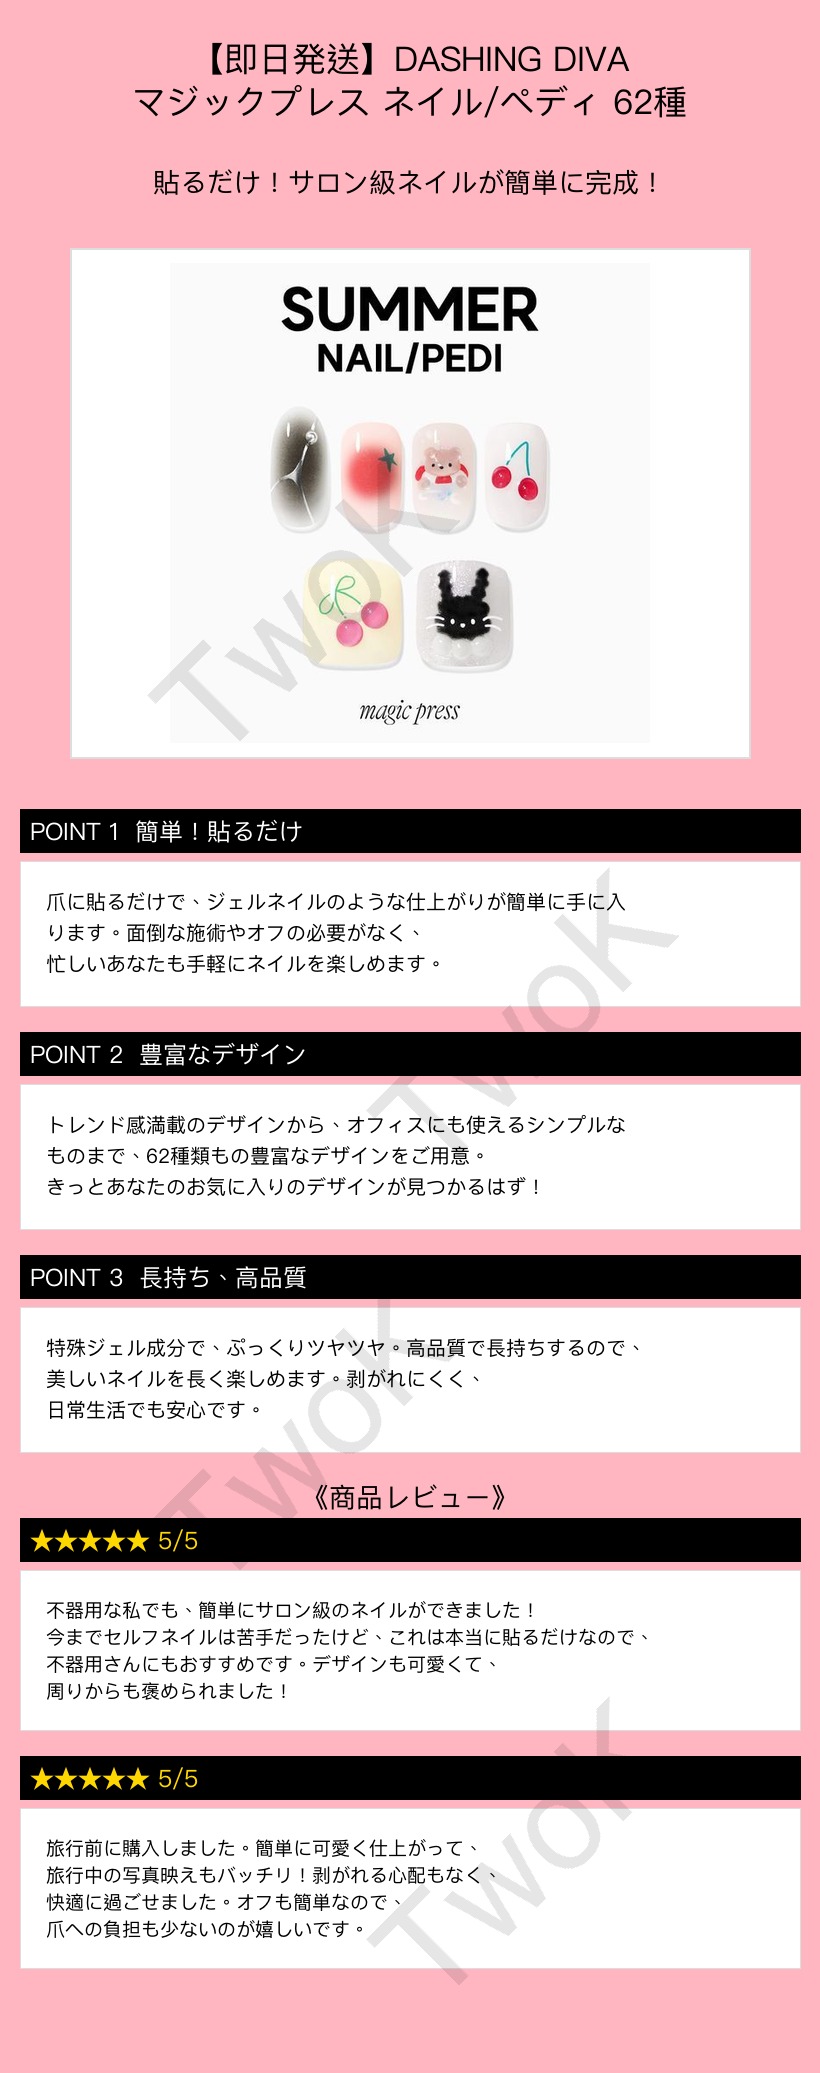 【即日発送】DASHING DIVA
マジックプレス ネイル/ペディ 62種
貼るだけ！サロン級ネイルが簡単に完成！
SUMMER
NAIL/PEDI
magic press
TwoK
POINT 1 簡単！貼るだけ
爪に貼るだけで、ジェルネイルのような仕上がりが簡単に手に入
ります。面倒な施術やオフの必要がなく、
忙しいあなたも手軽にネイルを楽しめます。
TwoK
POINT 2 豊富なデザイン
トレンド感満載のデザインから、オフィスにも使えるシンプルな
ものまで、62種類もの豊富なデザインをご用意。
きっとあなたのお気に入りのデザインが見つかるはず！
POINT 3 長持ち、高品質
特殊ジェル成分で、ぷっくりツヤツヤ。高品質で長持ちするので、
美しいネイルを長く楽しめます。剥がれにくく、
日常生活でも安心です。
TwoK
《商品レビュー》
★★★★★ 5/5
不器用な私でも、簡単にサロン級のネイルができました！
今までセルフネイルは苦手だったけど、これは本当に貼るだけなので、
不器用さんにもおすすめです。デザインも可愛くて、
周りからも褒められました！
★★★★★ 5/5
旅行前に購入しました。簡単に可愛く仕上がって、
旅行中の写真映えもバッチリ！剥がれる心配もなく、
快適に過ごせました。オフも簡単なので、
爪への負担も少ないのが嬉しいです。
TwoK